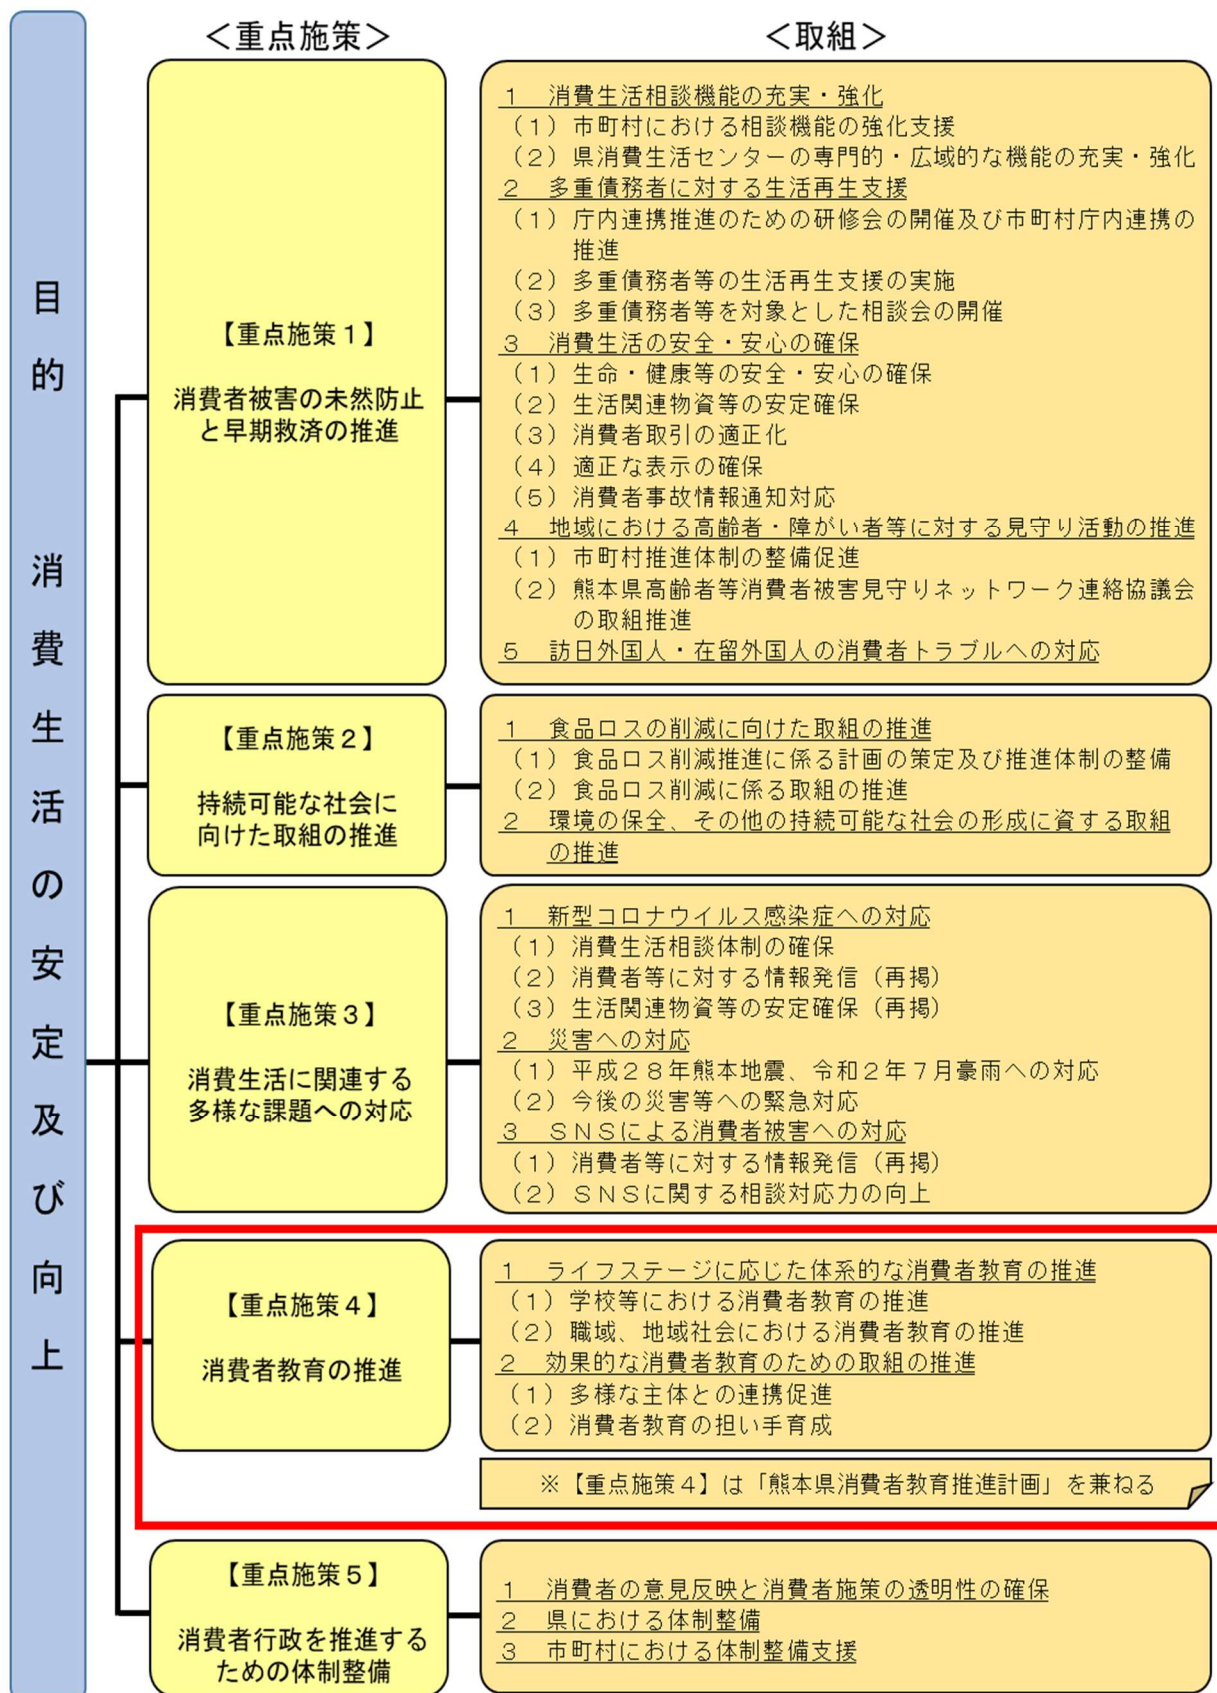 目的 消費生活の安定及び向上
＜重点施策＞
＜取組＞
【重点施策１】
消費者被害の未然防止
と早期救済の推進
１　消費生活相談機能の充実・強化
（１）市町村における相談機能の強化支援
（２）県消費生活センターの専門的・広域的な機能の充実・強化
２　多重債務者に対する生活再生支援
（１）庁内連携推進のための研修会の開催及び市町村庁内連携の
推進
（２）多重債務者等の生活再生支援の実施
（３）多重債務者等を対象とした相談会の開催
３　消費生活の安全・安心の確保
（１）生命・健康等の安全・安心の確保
（２）生活関連物資等の安定確保
（３）消費者取引の適正化
（４）適正な表示の確保
（５）消費者事故情報通知対応
４　地域における高齢者・障がい者等に対する見守り活動の推進
（１）市町村推進体制の整備促進
（２）熊本県高齢者等消費者被害見守りネットワーク連絡協議会
の取組推進
５　訪日外国人・在留外国人の消費者トラブルへの対応
【重点施策２】
持続可能な社会に
向けた取組の推進
１　食品ロスの削減に向けた取組の推進
（１）食品ロス削減推進に係る計画の策定及び推進体制の整備
（２）食品ロス削減に係る取組の推進
２　環境の保全、その他の持続可能な社会の形成に資する取組
の推進
【重点施策３】
消費生活に関連する
多様な課題への対応
１　新型コロナウイルス感染症への対応
（１）消費生活相談体制の確保
（２）消費者等に対する情報発信（再掲）
（３）生活関連物資等の安定確保（再掲）
２　災害への対応
（１）平成２８年熊本地震、令和２年７月豪雨への対応
（２）今後の災害等への緊急対応
３　ＳＮＳによる消費者被害への対応
（１）消費者等に対する情報発信（再掲）
（２）ＳＮＳに関する相談対応力の向上
【重点施策４】
消費者教育の推進
１　ライフステージに応じた体系的な消費者教育の推進
（１）学校等における消費者教育の推進
（２）職域、地域社会における消費者教育の推進
２　効果的な消費者教育のための取組の推進
（１）多様な主体との連携促進
（２）消費者教育の担い手育成
※【重点施策４】は「熊本県消費者教育推進計画」を兼ねる
【重点施策５】
消費者行政を推進する
ための体制整備
１　消費者の意見反映と消費者施策の透明性の確保
２　県における体制整備
３　市町村における体制整備支援